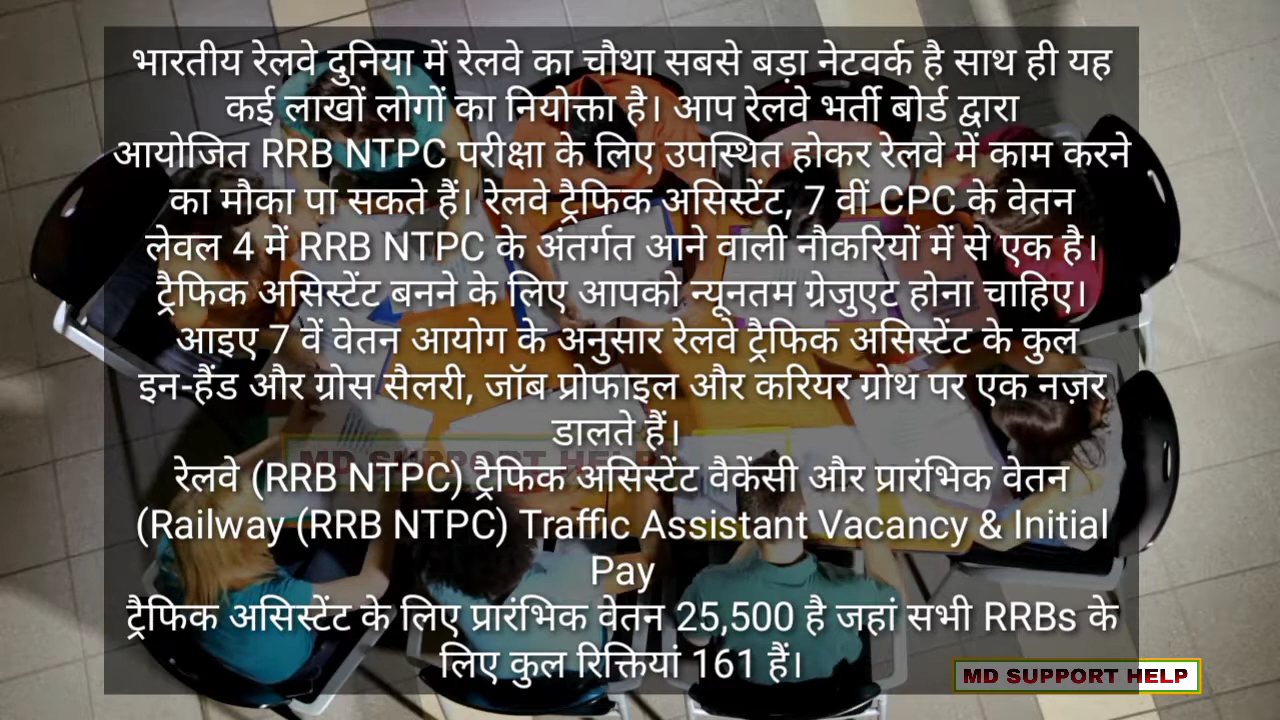 भारतीय रेलवे दुनिया में रेलवे का चौथा सबसे बड़ा नेटवर्क है साथ ही यह
कई लाखों लोगों का नियोक्ता है। आप रेलवे भर्ती बोर्ड द्वारा
आयोजित RRB NTPC परीक्षा के लिए उपस्थित होकर रेलवे में काम करने
का मौका पा सकते हैं। रेलवे ट्रैफिक असिस्टेंट, 7 वीं CPC के वेतन
लेवल 4 में RRB NTPC के अंतर्गत आने वाली नौकरियों में से एक है।
ट्रैफिक असिस्टेंट बनने के लिए आपको न्यूनतम ग्रेजुएट होना चाहिए।
आइए 7 वें वेतन आयोग के अनुसार रेलवे ट्रैफिक असिस्टेंट के कुल
इन-हैंड और ग्रोस सैलरी, जॉब प्रोफाइल और करियर ग्रोथ पर एक नज़र
डालते हैं।
MD SUPPORT HELP
रेलवे (RRB NTPC) ट्रैफिक असिस्टेंट वैकेंसी और प्रारंभिक वेतन
(Railway (RRB NTPC) Traffic Assistant Vacancy & Initial
Pay
ट्रैफिक असिस्टेंट के लिए प्रारंभिक वेतन 25,500 है जहां सभी RRBs के
लिए कुल रिक्तियां 161 हैं।
MD SUPPORT HELP